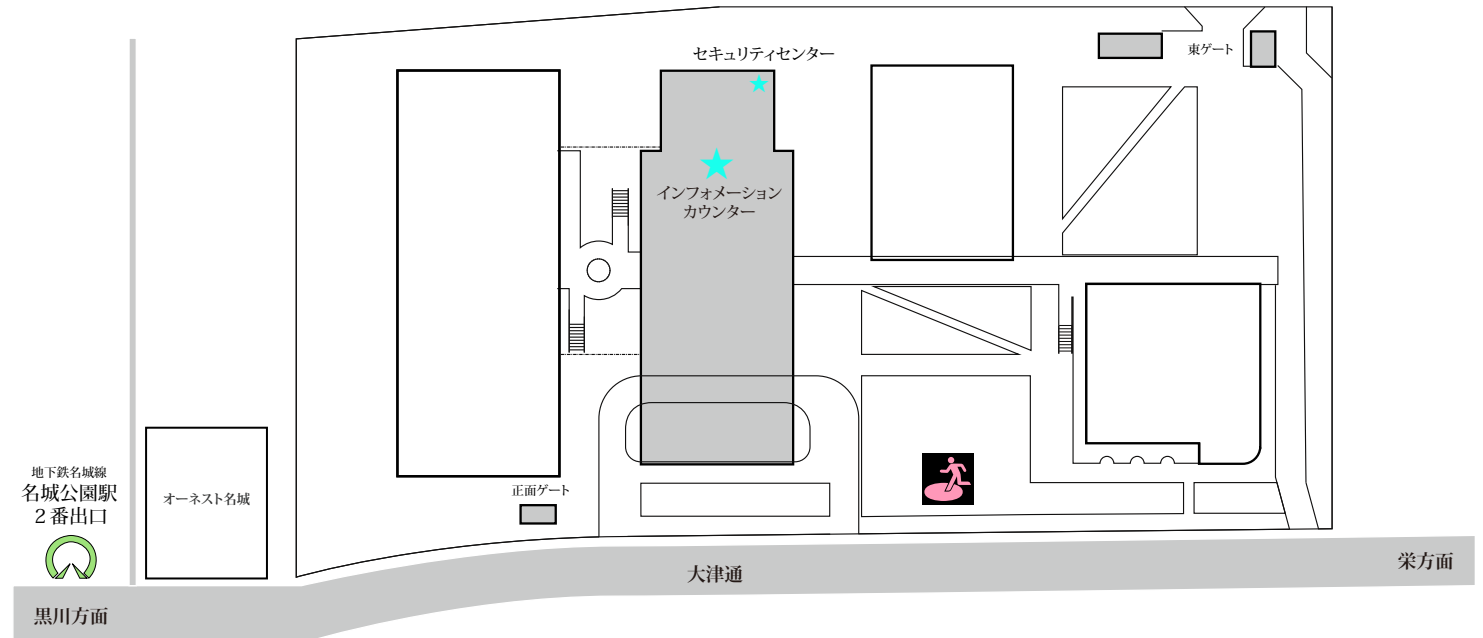 セキュリティセンター
東ゲート
インフォメーション
カウンター
地下鉄名城線
名城公園駅
２番出口
オーネスト名城
正面ゲート
大津通
栄方面
黒川方面